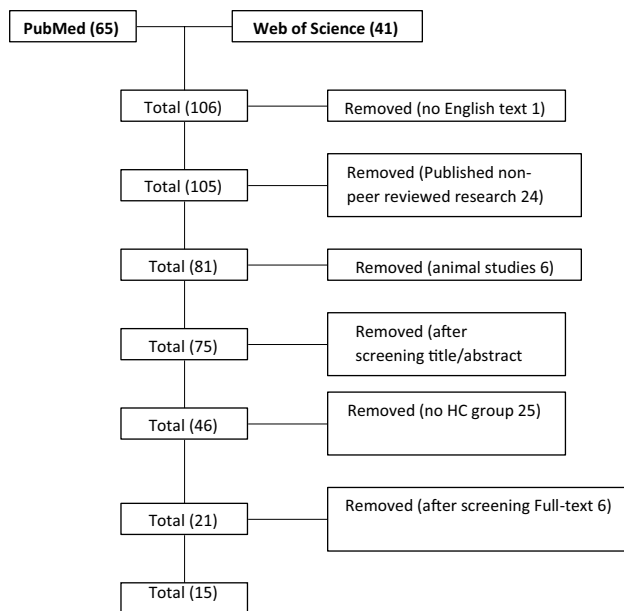 PubMed (65)
Web of Science (41)
Total (106)
Removed (no English text 1)
Total (105)
Removed (Published non-
peer reviewed research 24)
Total (81)
Removed (animal studies 6)
Total (75)
Removed (after
screening title/abstract
Total (46)
Removed (no HC group 25)
Total (21)
Removed (after screening Full-text 6)
Total (15)